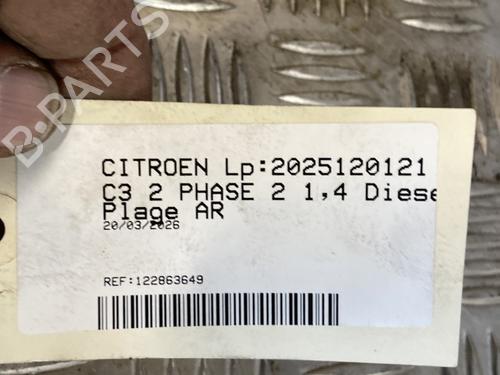 B-PARTS
CITROEN Lp:2025120121
C3 2 PHASE 2 1,4 Diese
Plage AR
20/03/2026
REF:122863649